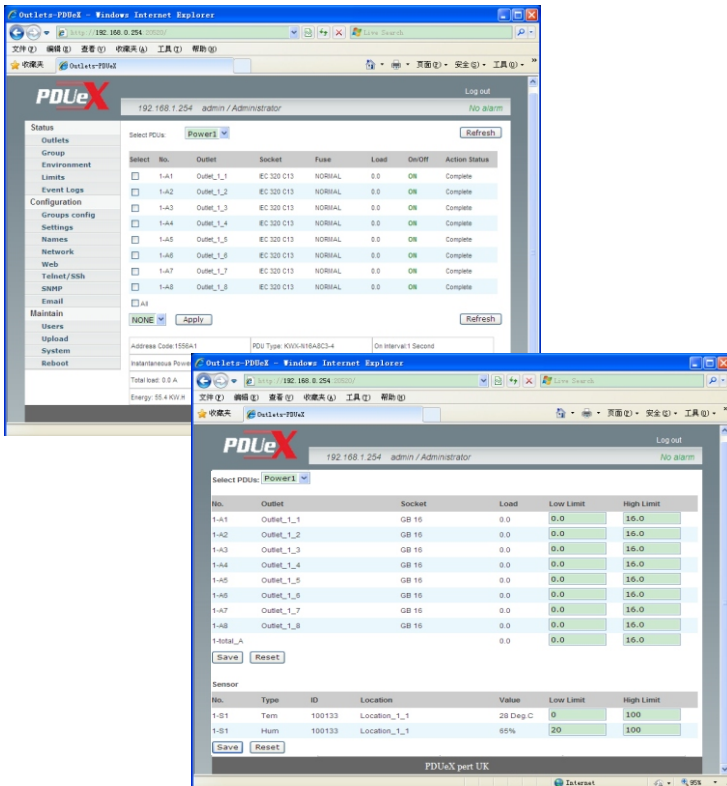 Outlets-PDUeX - Windows Internet Explorer
http://192.168.0.254:20820/
Live Search
文件(F) 编辑(E) 查看(V) 收藏夹(A) 工具(T) 帮助(H)
收藏夹 Outlets-PDUeX 页面(P) 安全(S) 工具(O)
PDUeX
Log out
192.168.1.254 admin / Administrator No alarm
Status
Outlets
Group
Environment
Limits
Event Logs
Configuration
Groups config
Settings
Names
Network
Web
Telnet/SSh
SNMP
Email
Maintain
Users
Upload
System
Reboot
Select PDUs: Power1 Refresh
Select No. Outlet Socket Fuse Load On/Off Action Status
1-A1 Outlet_1_1 IEC 320 C13 NORMAL 0.0 ON Complete
1-A2 Outlet_1_2 IEC 320 C13 NORMAL 0.0 ON Complete
1-A3 Outlet_1_3 IEC 320 C13 NORMAL 0.0 ON Complete
1-A4 Outlet_1_4 IEC 320 C13 NORMAL 0.0 ON Complete
1-A5 Outlet_1_5 IEC 320 C13 NORMAL 0.0 ON Complete
1-A6 Outlet_1_6 IEC 320 C13 NORMAL 0.0 ON Complete
1-A7 Outlet_1_7 IEC 320 C13 NORMAL 0.0 ON Complete
1-A8 Outlet_1_8 IEC 320 C13 NORMAL 0.0 ON Complete
All
NONE Apply Refresh
Address Code:1556A1 PDU Type: KWX-N16A8C3-4 On Interval:1 Second
Instantaneous Power
Total load: 0.0 A
Energy: 55.4 KW.H
Outlets-PDUeX - Windows Internet Explorer
http://192.168.0.254:20820/
Live Search
文件(F) 编辑(E) 查看(V) 收藏夹(A) 工具(T) 帮助(H)
收藏夹 Outlets-PDUeX 页面(P) 安全(S) 工具(O)
PDUeX
Log out
192.168.1.254 admin / Administrator No alarm
Select PDUs: Power1
No. Outlet Socket Load Low Limit High Limit
1-A1 Outlet_1_1 GB 16 0.0 0.0 16.0
1-A2 Outlet_1_2 GB 16 0.0 0.0 16.0
1-A3 Outlet_1_3 GB 16 0.0 0.0 16.0
1-A4 Outlet_1_4 GB 16 0.0 0.0 16.0
1-A5 Outlet_1_5 GB 16 0.0 0.0 16.0
1-A6 Outlet_1_6 GB 16 0.0 0.0 16.0
1-A7 Outlet_1_7 GB 16 0.0 0.0 16.0
1-A8 Outlet_1_8 GB 16 0.0 0.0 16.0
1-total_A 0.0 0.0 16.0
Save Reset
Sensor
No. Type ID Location Value Low Limit High Limit
1-S1 Tem 100133 Location_1_1 28 Deg.C 0 100
1-S1 Hum 100133 Location_1_1 65% 20 100
Save Reset
PDUeX pert UK
Internet 95%